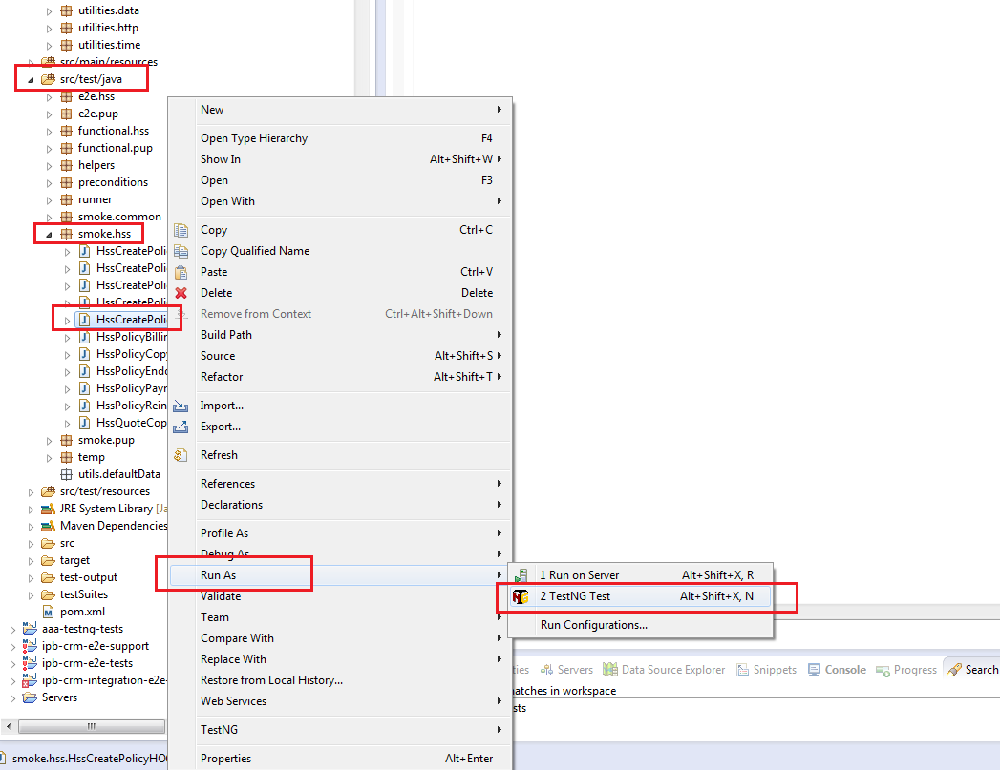 utilities.data
utilities.http
utilities.time
src/main/resources
src/test/java
e2e.hss
e2e.pup
functional.hss
functional.pup
helpers
preconditions
runner
smoke.common
smoke.hss
HssCreatePoli
HssCreatePoli
HssCreatePoli
HssCreatePoli
HssCreatePoli
HssPolicyBillin
HssPolicyCopy
HssPolicyEndo
HssPolicyPayn
HssPolicyRein
HssQuoteCop
smoke.pup
temp
utils.defaultData
src/test/resources
JRE System Library [Ja
Maven Dependencies
src
target
test-output
testSuites
pom.xml
aaa-testng-tests
ipb-crm-e2e-support
ipb-crm-e2e-tests
ipb-crm-integration-e2e-
Servers
smoke.hss.HssCreatePolicyHO
New
Open Type Hierarchy F4
Show In Alt+Shift+W
Open F3
Open With
Copy Ctrl+C
Copy Qualified Name
Paste Ctrl+V
Delete Delete
Remove from Context Ctrl+Alt+Shift+Down
Build Path
Source Alt+Shift+S
Refactor Alt+Shift+T
Import...
Export...
Refresh
References
Declarations
Profile As
Debug As
Run As
Validate
Team
Compare With
Replace With
Restore from Local History...
Web Services
TestNG
Properties Alt+Enter
1 Run on Server Alt+Shift+X, R
2 TestNG Test Alt+Shift+X, N
Run Configurations...
ties Servers Data Source Explorer Snippets Console Progress Search
atches in workspace
sts